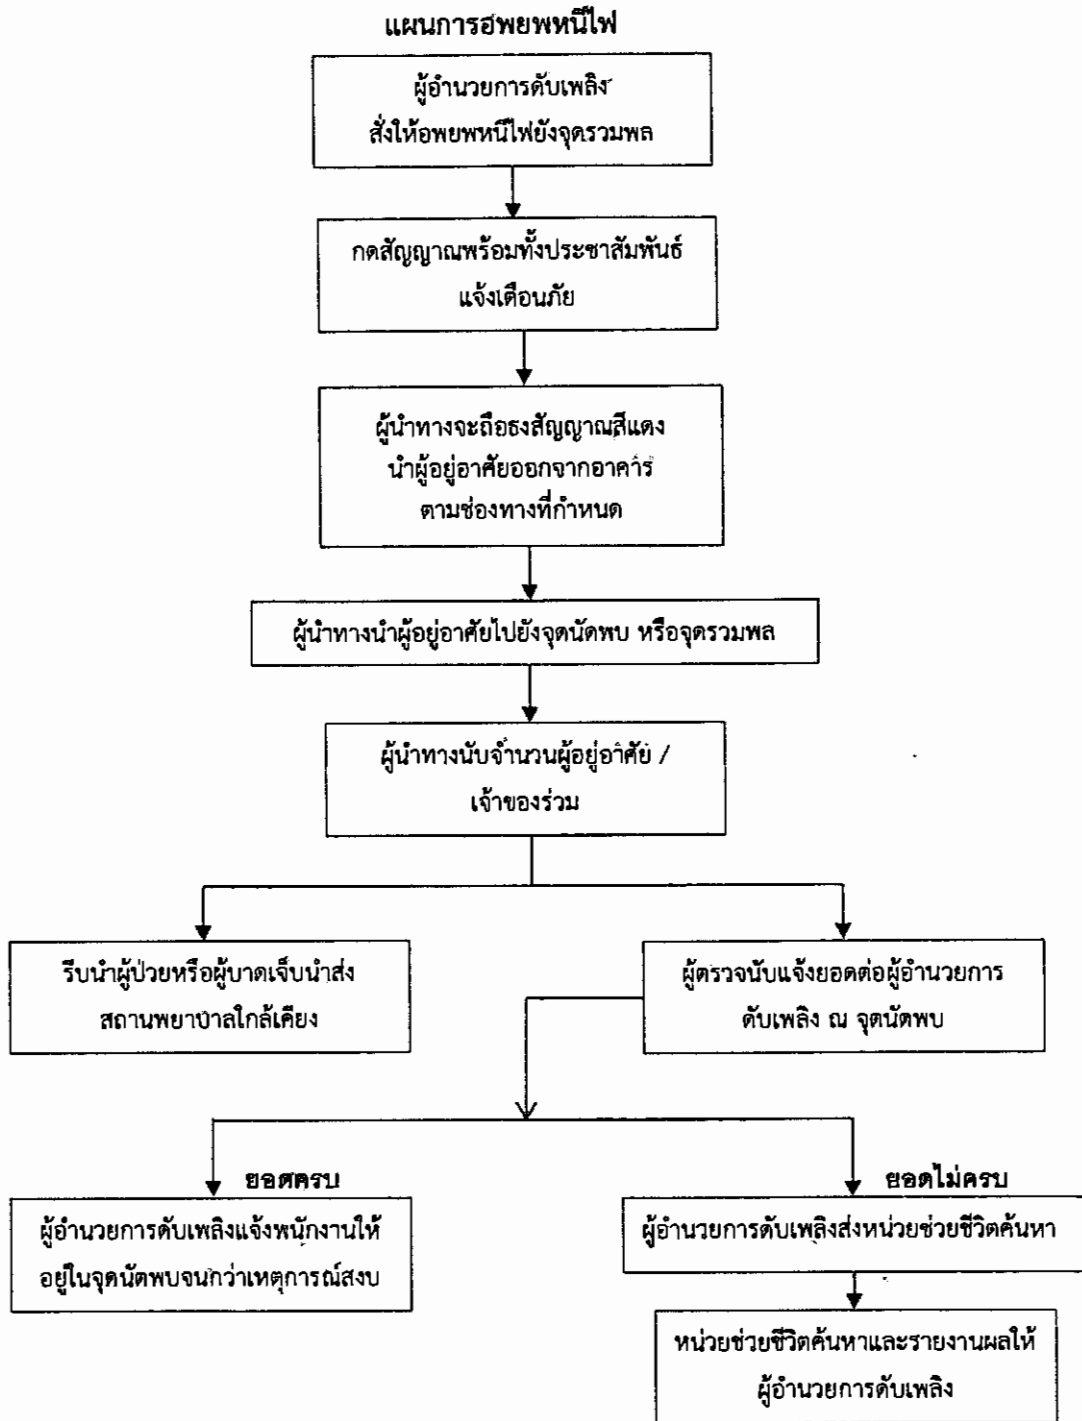 แผนการอพยพหนีไฟ
ผู้อำนวยการดับเพลิง
สั่งให้อพยพหนีไฟยังจุดรวมพล
กดสัญญาณพร้อมทั้งประชาสัมพันธ์
แจ้งเตือนภัย
ผู้นำทางจะถือธงสัญญาณสีแดง
นำผู้อยู่อาศัยออกจากอาคาร
ตามช่องทางที่กำหนด
ผู้นำทางนำผู้อยู่อาศัยไปยังจุดนัดพบ หรือจุดรวมพล
ผู้นำทางนับจำนวนผู้อยู่อาศัย /
เจ้าของร่วม
รีบนำผู้ป่วยหรือผู้บาดเจ็บนำส่ง
สถานพยาบาลใกล้เคียง
ผู้ตรวจนับแจ้งยอดต่อผู้อำนวยการ
ดับเพลิง ณ จุดนัดพบ
ยอดครบ
ผู้อำนวยการดับเพลิงแจ้งพนักงานให้
อยู่ในจุดนัดพบจนกว่าเหตุการณ์สงบ
ยอดไม่ครบ
ผู้อำนวยการดับเพลิงส่งหน่วยช่วยชีวิตค้นหา
หน่วยช่วยชีวิตค้นหาและรายงานผลให้
ผู้อำนวยการดับเพลิง